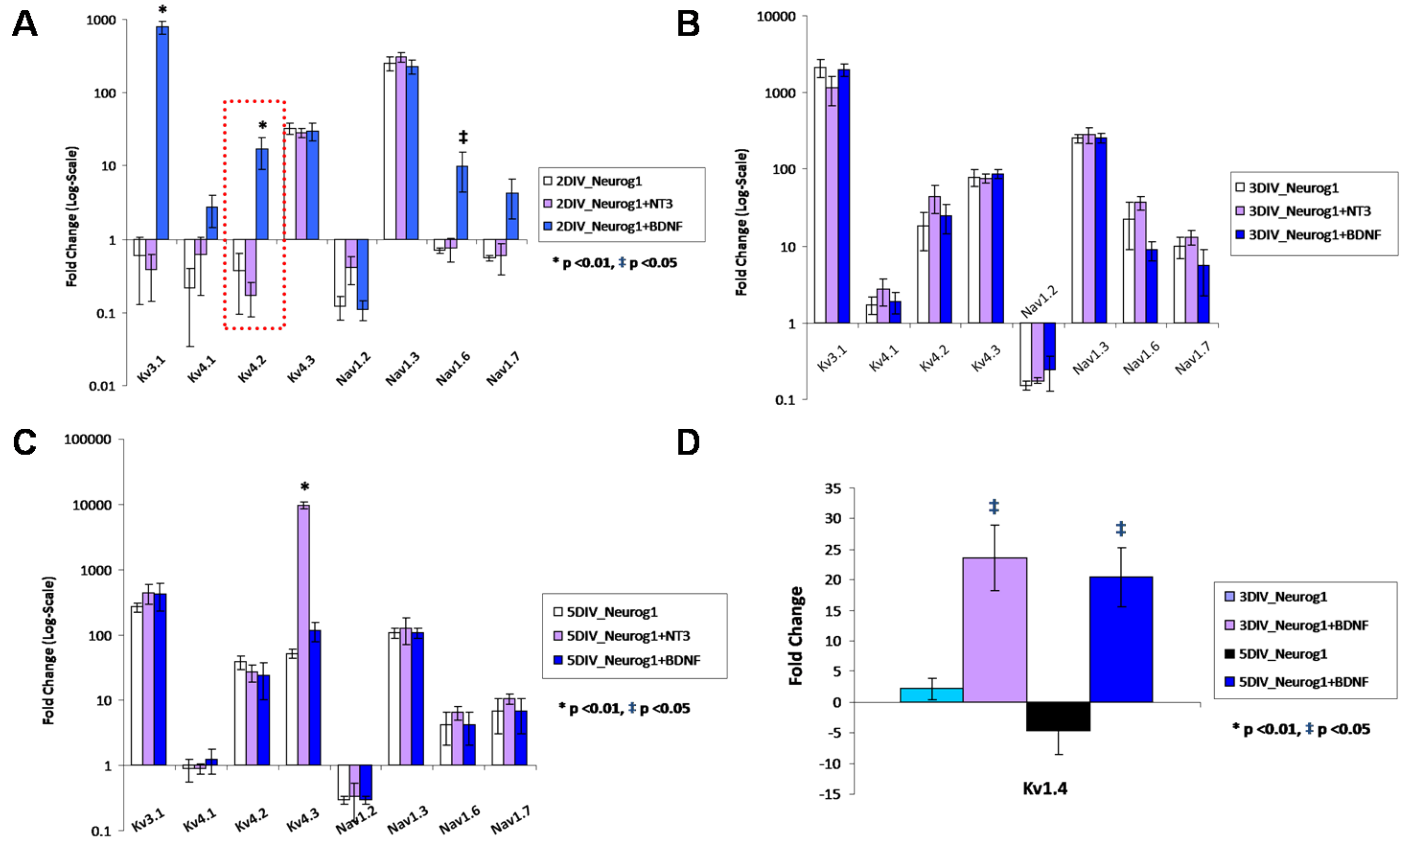 A
Fold Change (Log-Scale)
1000
100
10
1
0.1
0.01
*
*
‡
Kv3.1
Kv4.1
Kv4.2
Kv4.3
Nav1.2
Nav1.3
Nav1.6
Nav1.7
2DIV_Neurog1
2DIV_Neurog1+NT3
2DIV_Neurog1+BDNF
* p <0.01, ‡ p <0.05
B
Fold Change (Log-Scale)
10000
1000
100
10
1
0.1
Kv3.1
Kv4.1
Kv4.2
Kv4.3
Nav1.2
Nav1.3
Nav1.6
Nav1.7
3DIV_Neurog1
3DIV_Neurog1+NT3
3DIV_Neurog1+BDNF
C
Fold Change (Log-Scale)
100000
10000
1000
100
10
1
0.1
*
Kv3.1
Kv4.1
Kv4.2
Kv4.3
Nav1.2
Nav1.3
Nav1.6
Nav1.7
5DIV_Neurog1
5DIV_Neurog1+NT3
5DIV_Neurog1+BDNF
* p <0.01, ‡ p <0.05
D
Fold Change
35
30
25
20
15
10
5
0
-5
-10
-15
‡
‡
Kv1.4
3DIV_Neurog1
3DIV_Neurog1+BDNF
5DIV_Neurog1
5DIV_Neurog1+BDNF
* p <0.01, ‡ p <0.05